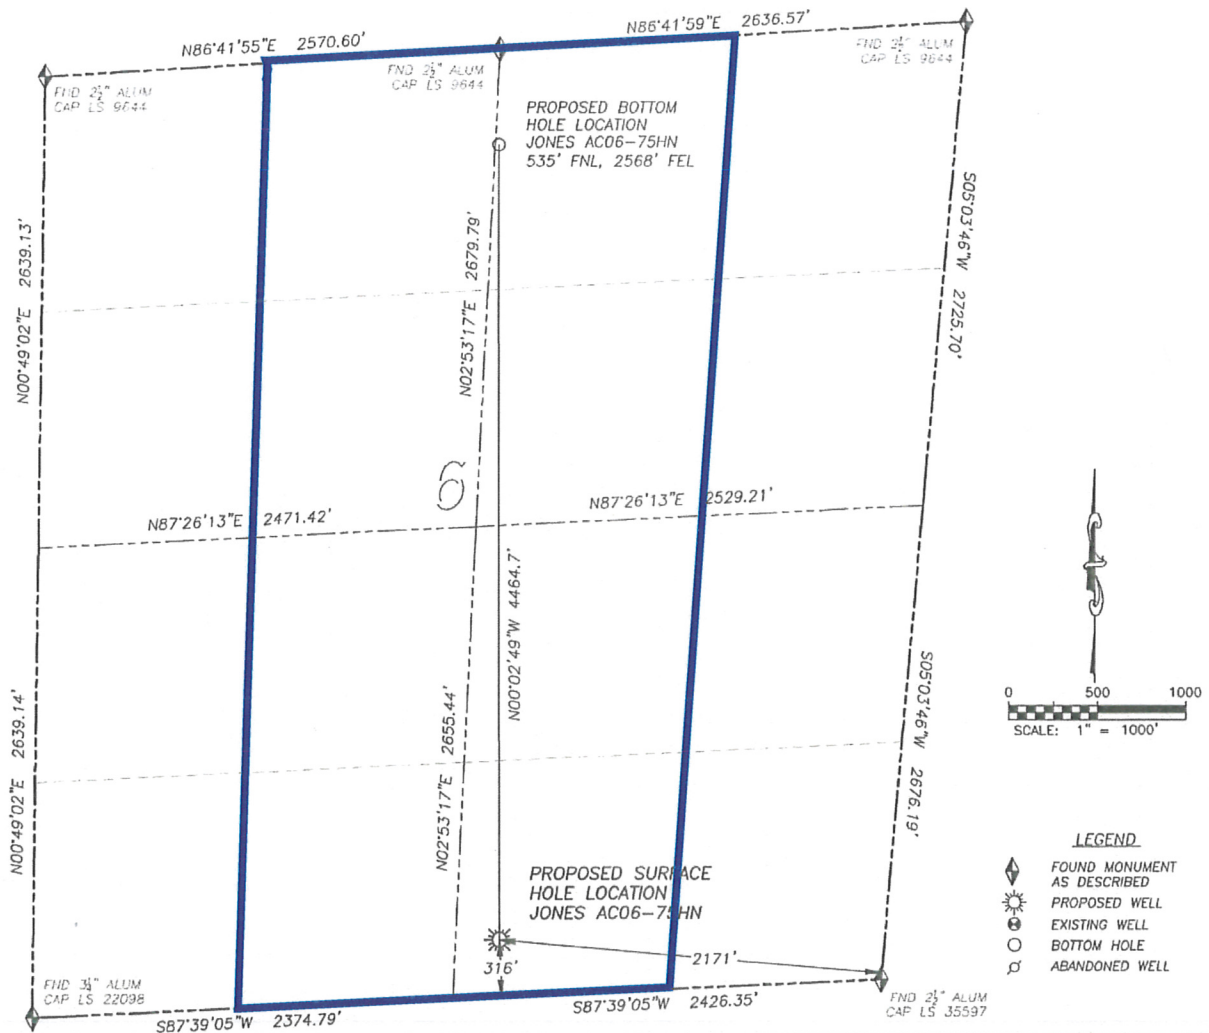 N86°41'55"E 2570.60'
N86°41'59"E 2636.57'
FND 2½" ALUM
CAP LS 9644
FND 2½" ALUM
CAP LS 9644
FND 2½" ALUM
CAP LS 9644
PROPOSED BOTTOM
HOLE LOCATION
JONES AC06-75HN
535' FNL, 2568' FEL
N00°49'02"E 2639.13'
N02°53'17"E 2679.79'
S05°03'46"W 2725.70'
6
N87°26'13"E 2471.42'
N87°26'13"E 2529.21'
N00°02'49"W 4464.7'
N00°49'02"E 2639.14'
N02°53'17"E 2655.44'
S05°03'46"W 2676.19'
0 500 1000
SCALE: 1" = 1000'
PROPOSED SURFACE
HOLE LOCATION
JONES AC06-75HN
316'
2171'
FND 3¼" ALUM
CAP LS 22098
S87°39'05"W 2374.79'
S87°39'05"W 2426.35'
FND 2½" ALUM
CAP LS 35597
LEGEND
FOUND MONUMENT
AS DESCRIBED
PROPOSED WELL
EXISTING WELL
BOTTOM HOLE
ABANDONED WELL